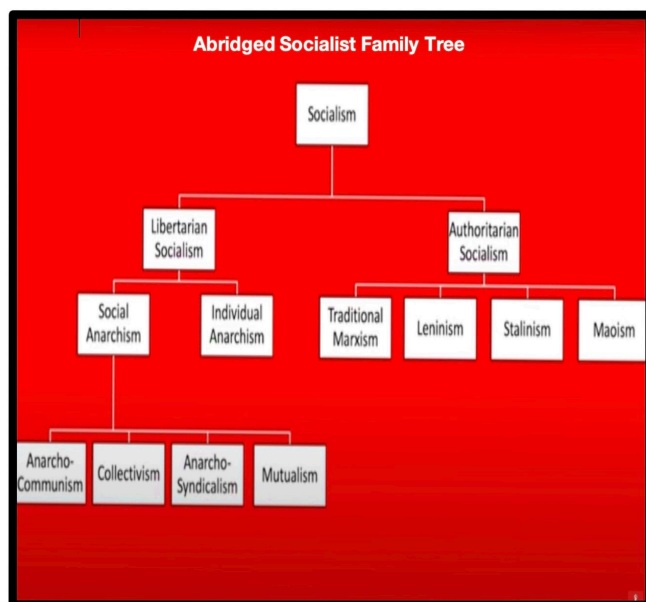 Abridged Socialist Family Tree
Socialism
Libertarian
Socialism
Authoritarian
Socialism
Social
Anarchism
Individual
Anarchism
Traditional
Marxism
Leninism
Stalinism
Maoism
Anarcho-
Communism
Collectivism
Anarcho-
Syndicalism
Mutualism